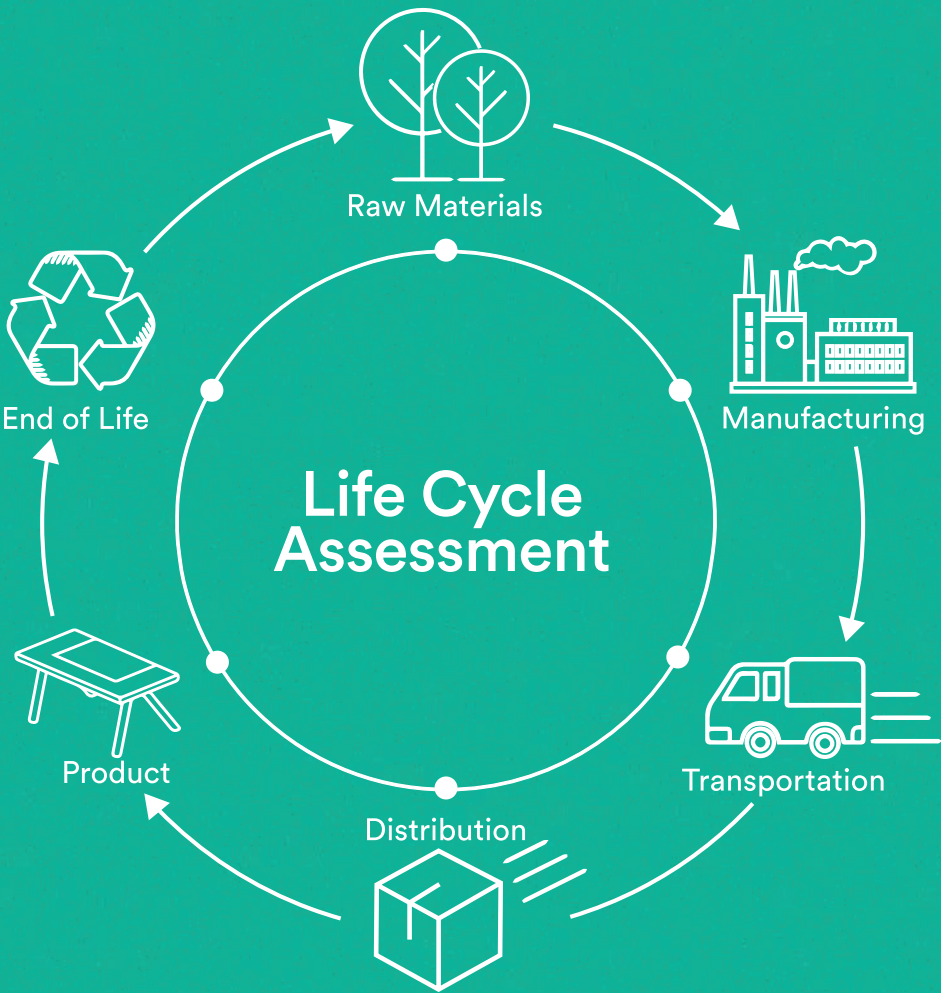 Raw Materials
Manufacturing
Transportation
Distribution
Product
End of Life
Life Cycle
Assessment